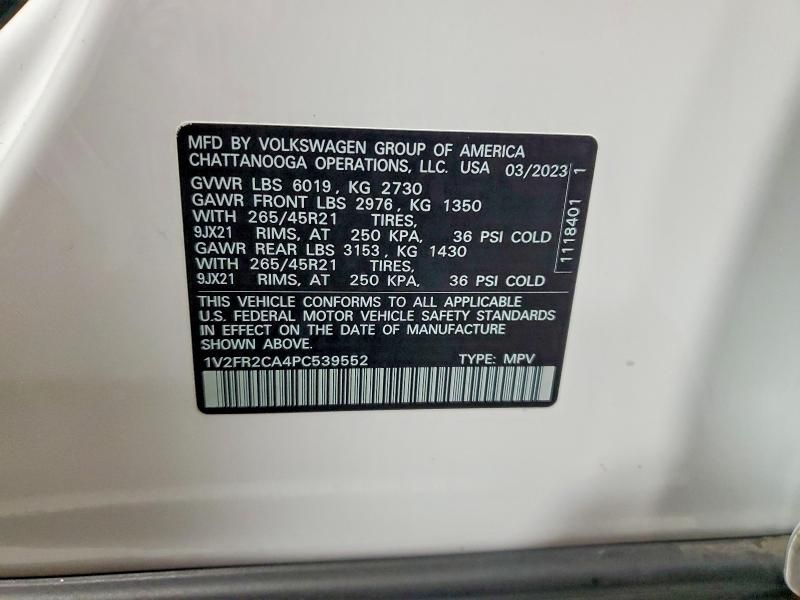 MFD BY VOLKSWAGEN GROUP OF AMERICA
CHATTANOOGA OPERATIONS, LLC. USA 03/2023
GVWR LBS 6019, KG 2730
GAWR FRONT LBS 2976, KG 1350
WITH 265/45R21 TIRES,
9JX21 RIMS, AT 250 KPA, 36 PSI COLD
GAWR REAR LBS 3153, KG 1430
WITH 265/45R21 TIRES,
9JX21 RIMS, AT 250 KPA, 36 PSI COLD
1118401 1
THIS VEHICLE CONFORMS TO ALL APPLICABLE
U.S. FEDERAL MOTOR VEHICLE SAFETY STANDARDS
IN EFFECT ON THE DATE OF MANUFACTURE
SHOWN ABOVE.
1V2FR2CA4PC539552 TYPE: MPV